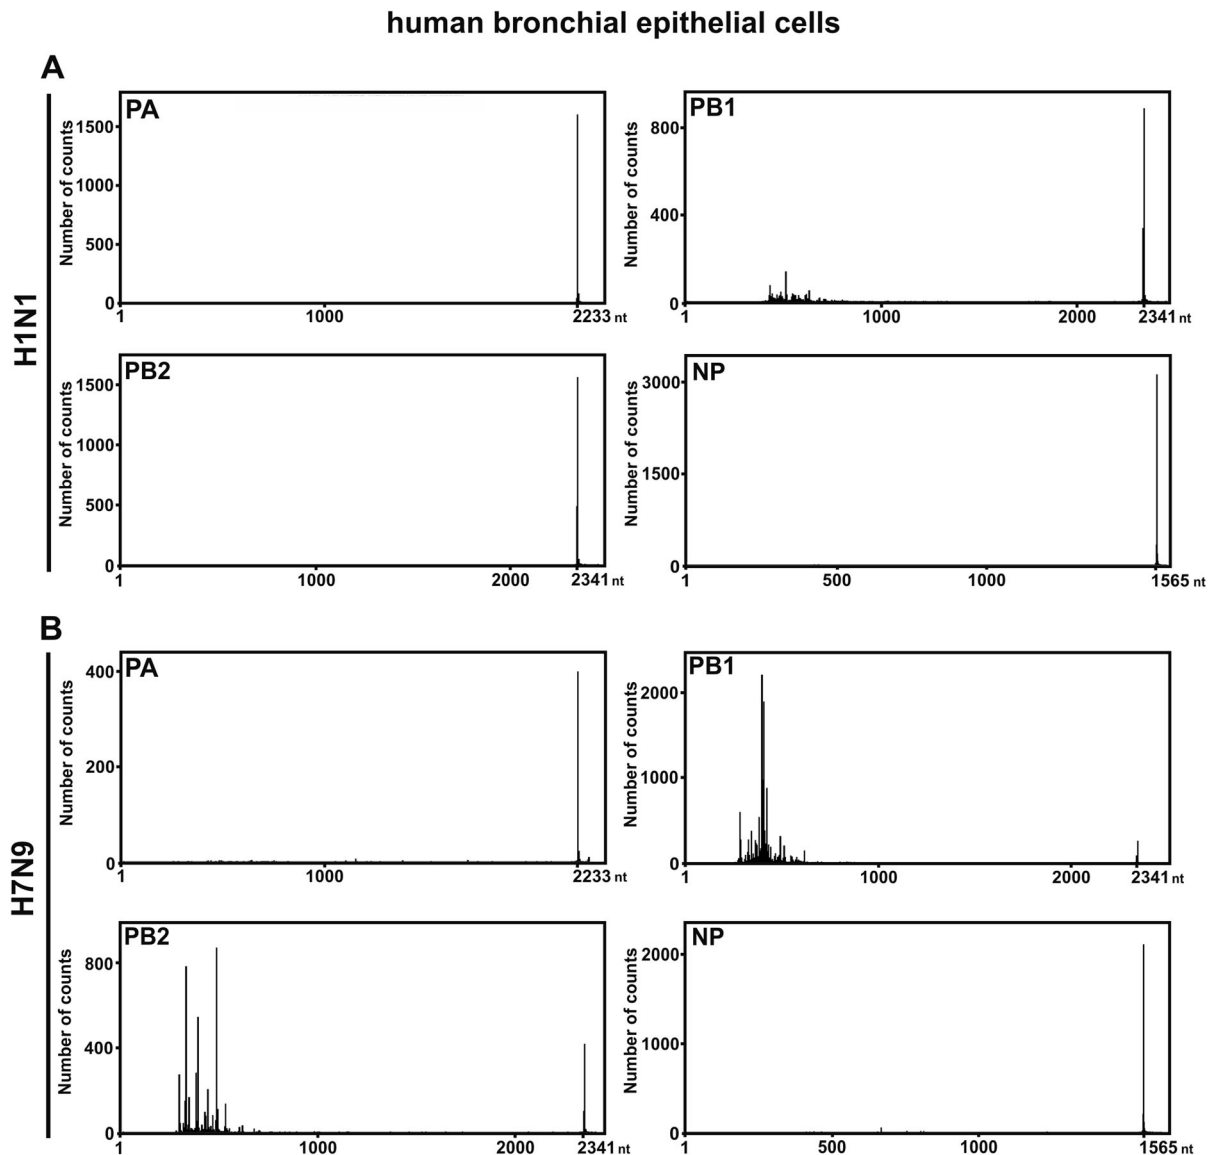 human bronchial epithelial cells
A
H1N1
PA
Number of counts
1500
1000
500
0
1 1000 2233 nt
PB1
Number of counts
800
400
0
1 1000 2000 2341 nt
PB2
Number of counts
1500
1000
500
0
1 1000 2000 2341 nt
NP
Number of counts
3000
1500
0
1 500 1000 1565 nt
B
H7N9
PA
Number of counts
400
200
0
1 1000 2233 nt
PB1
Number of counts
2000
1000
0
1 1000 2000 2341 nt
PB2
Number of counts
800
400
0
1 1000 2000 2341 nt
NP
Number of counts
2000
1000
0
1 500 1000 1565 nt